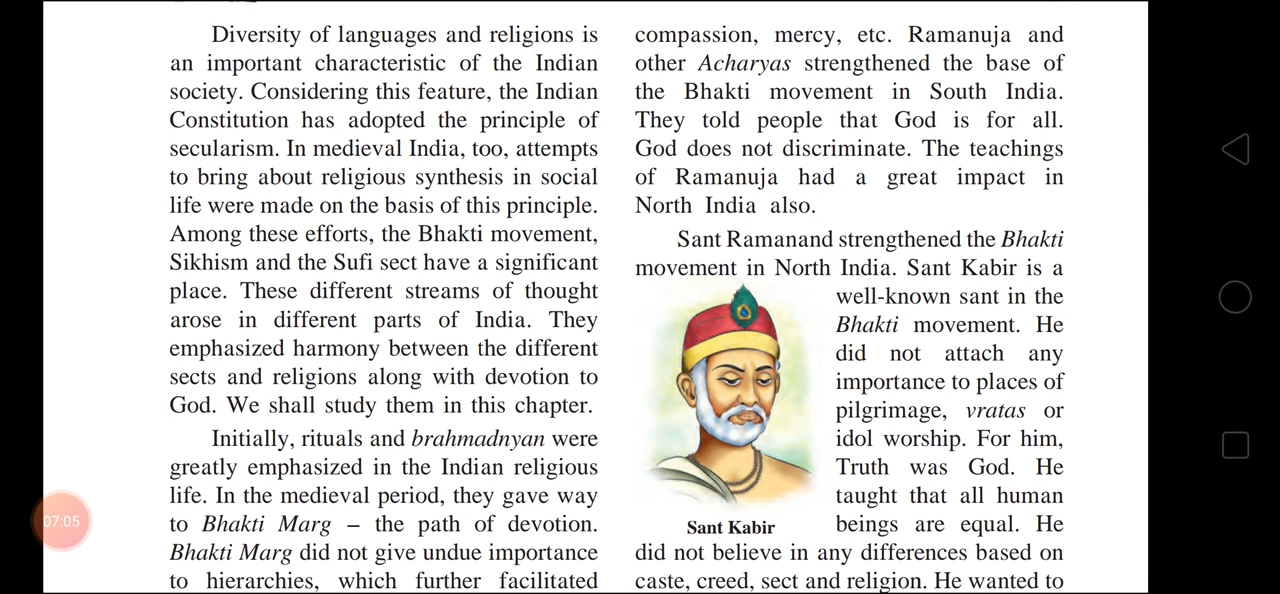 Diversity of languages and religions is
an important characteristic of the Indian
society. Considering this feature, the Indian
Constitution has adopted the principle of
secularism. In medieval India, too, attempts
to bring about religious synthesis in social
life were made on the basis of this principle.
Among these efforts, the Bhakti movement,
Sikhism and the Sufi sect have a significant
place. These different streams of thought
arose in different parts of India. They
emphasized harmony between the different
sects and religions along with devotion to
God. We shall study them in this chapter.
Initially, rituals and brahmadnyan were
greatly emphasized in the Indian religious
life. In the medieval period, they gave way
to Bhakti Marg – the path of devotion.
Bhakti Marg did not give undue importance
to hierarchies, which further facilitated
compassion, mercy, etc. Ramanuja and
other Acharyas strengthened the base of
the Bhakti movement in South India.
They told people that God is for all.
God does not discriminate. The teachings
of Ramanuja had a great impact in
North India also.
Sant Ramanand strengthened the Bhakti
movement in North India. Sant Kabir is a
well-known sant in the
Bhakti movement. He
did not attach any
importance to places of
pilgrimage, vratas or
idol worship. For him,
Truth was God. He
taught that all human
beings are equal. He
did not believe in any differences based on
caste, creed, sect and religion. He wanted to
Sant Kabir
07:05